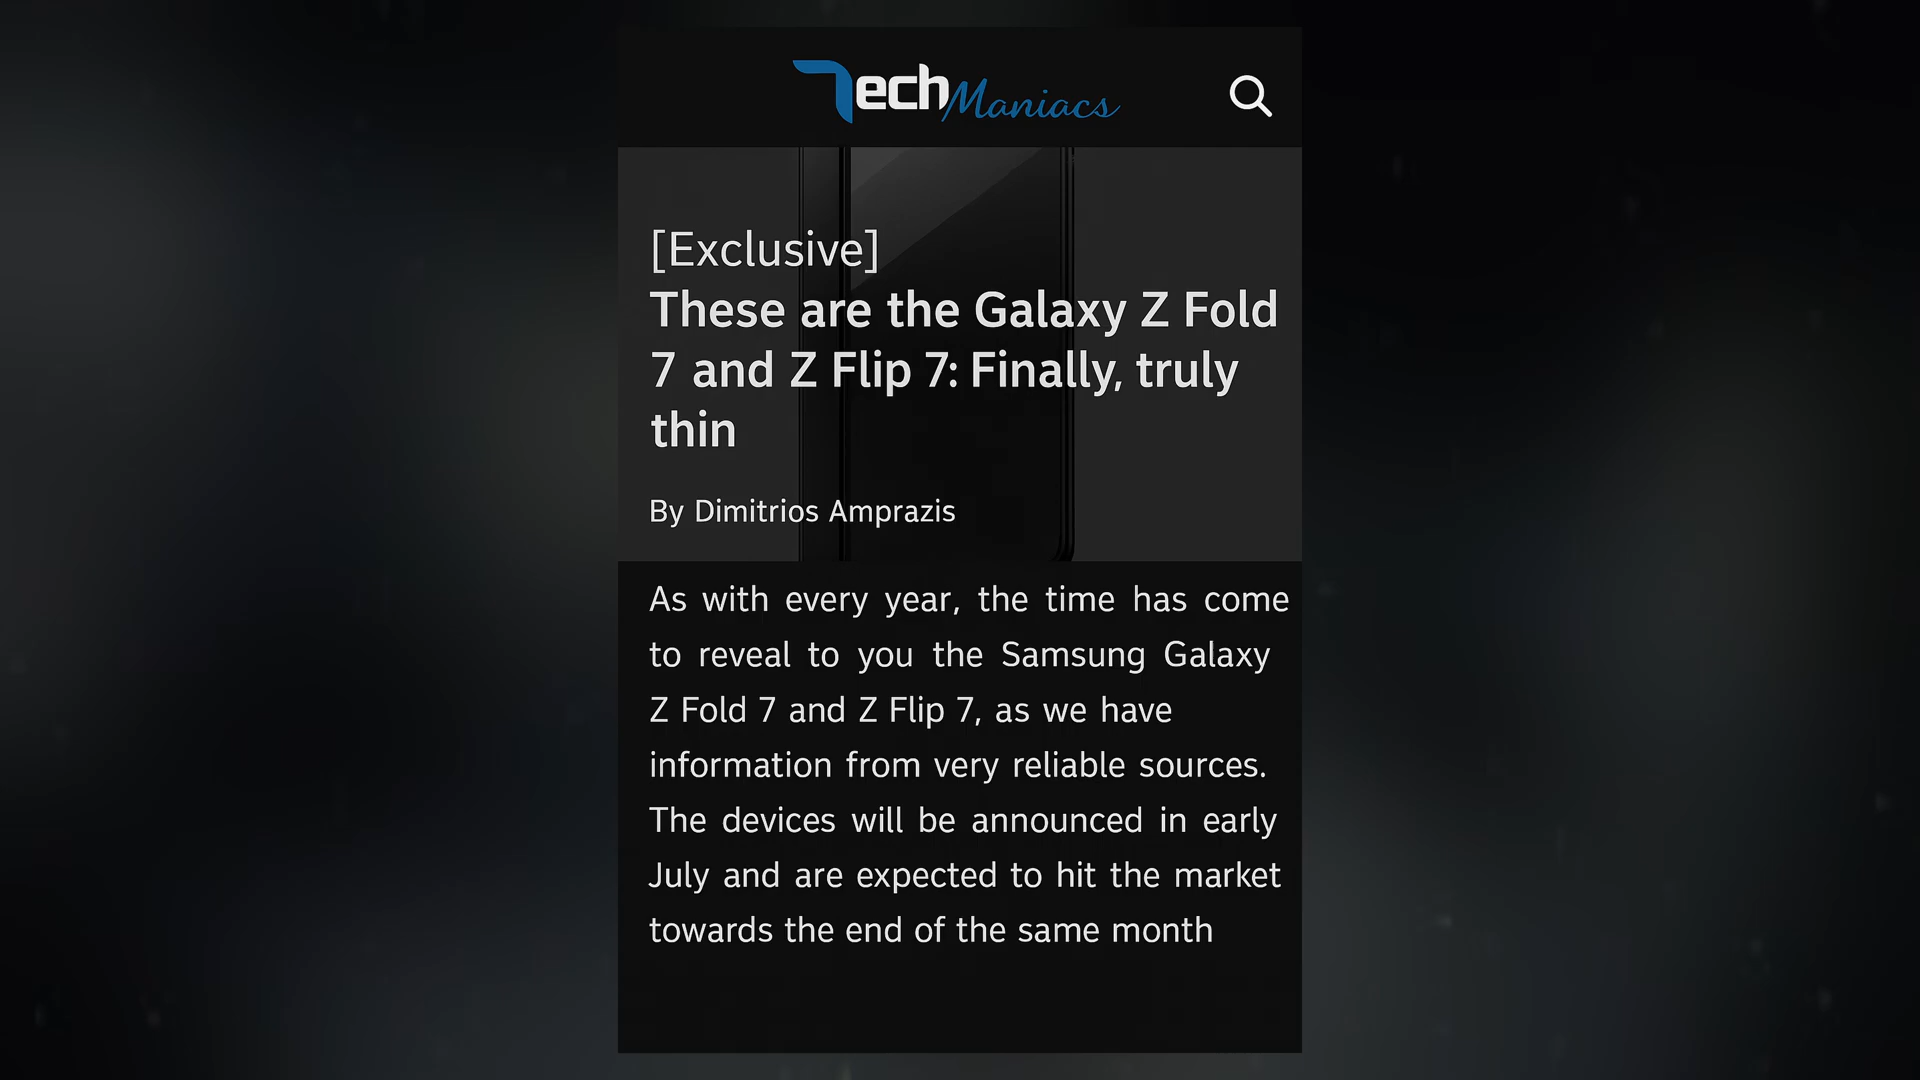 TechManiacs
[Exclusive]
These are the Galaxy Z Fold
7 and Z Flip 7: Finally, truly
thin
By Dimitrios Amprazis
As with every year, the time has come
to reveal to you the Samsung Galaxy
Z Fold 7 and Z Flip 7, as we have
information from very reliable sources.
The devices will be announced in early
July and are expected to hit the market
towards the end of the same month